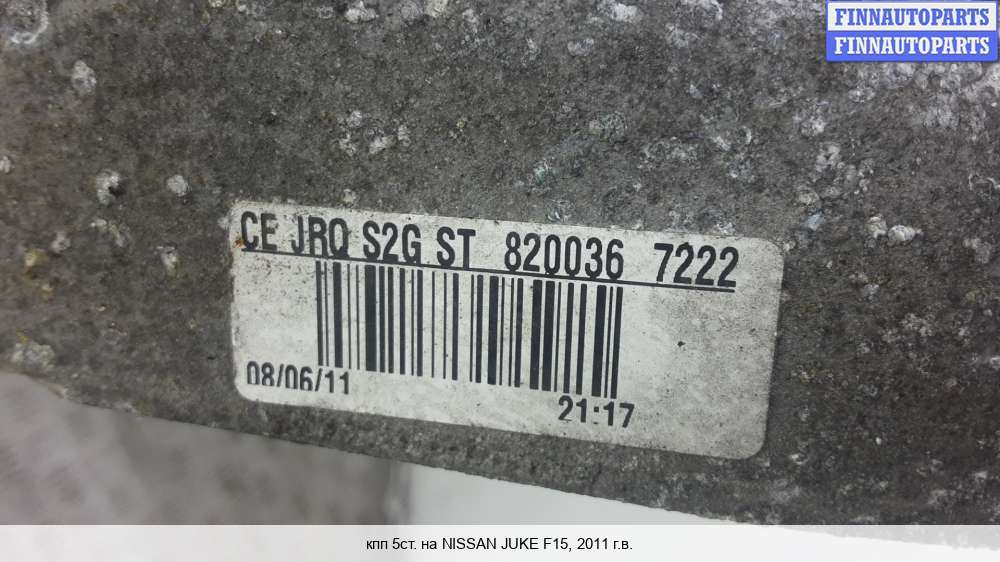 FINNAUTOPARTS
FINNAUTOPARTS
CE JRQ S2G ST 820036 7222
08/06/11
21:17
кпп 5ст. на NISSAN JUKE F15, 2011 г.в.